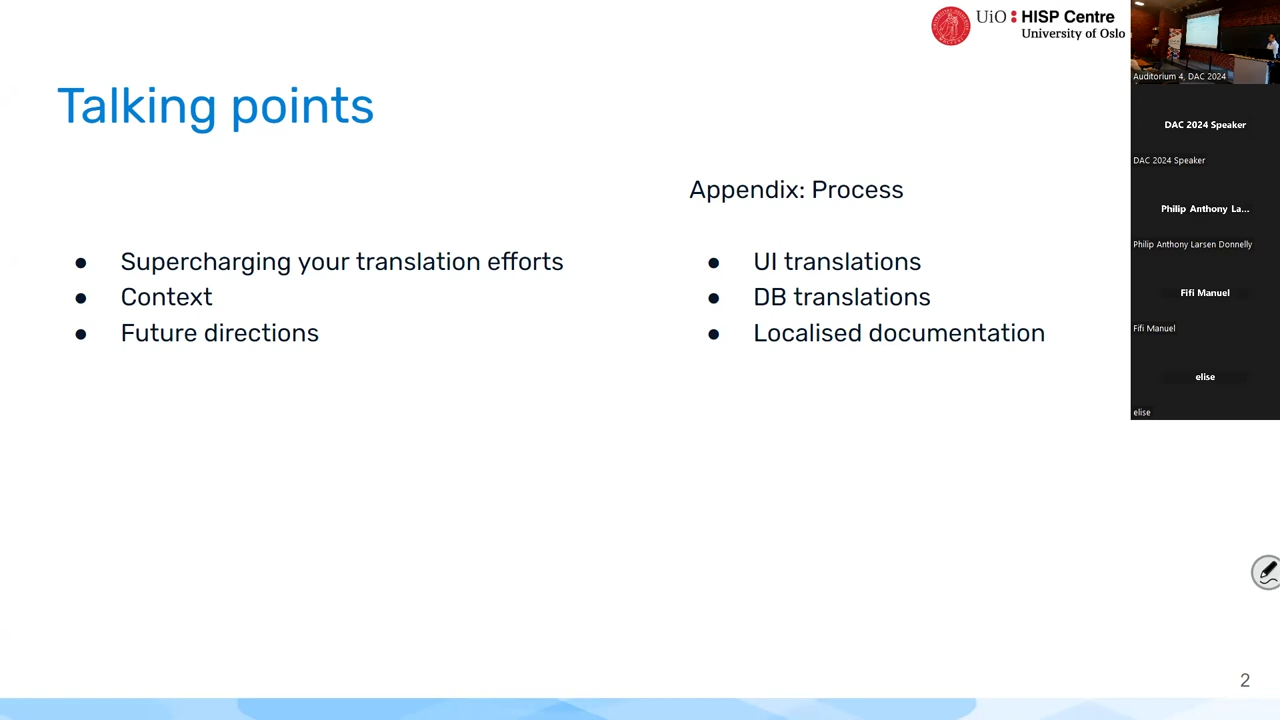 UiO HISP Centre
University of Oslo
Talking points
Supercharging your translation efforts
Context
Future directions
Appendix: Process
UI translations
DB translations
Localised documentation
2
Auditorium 4, DAC 2024
DAC 2024 Speaker
DAC 2024 Speaker
Philip Anthony La...
Philip Anthony Larsen Donnelly
Fifi Manuel
Fifi Manuel
elise
elise